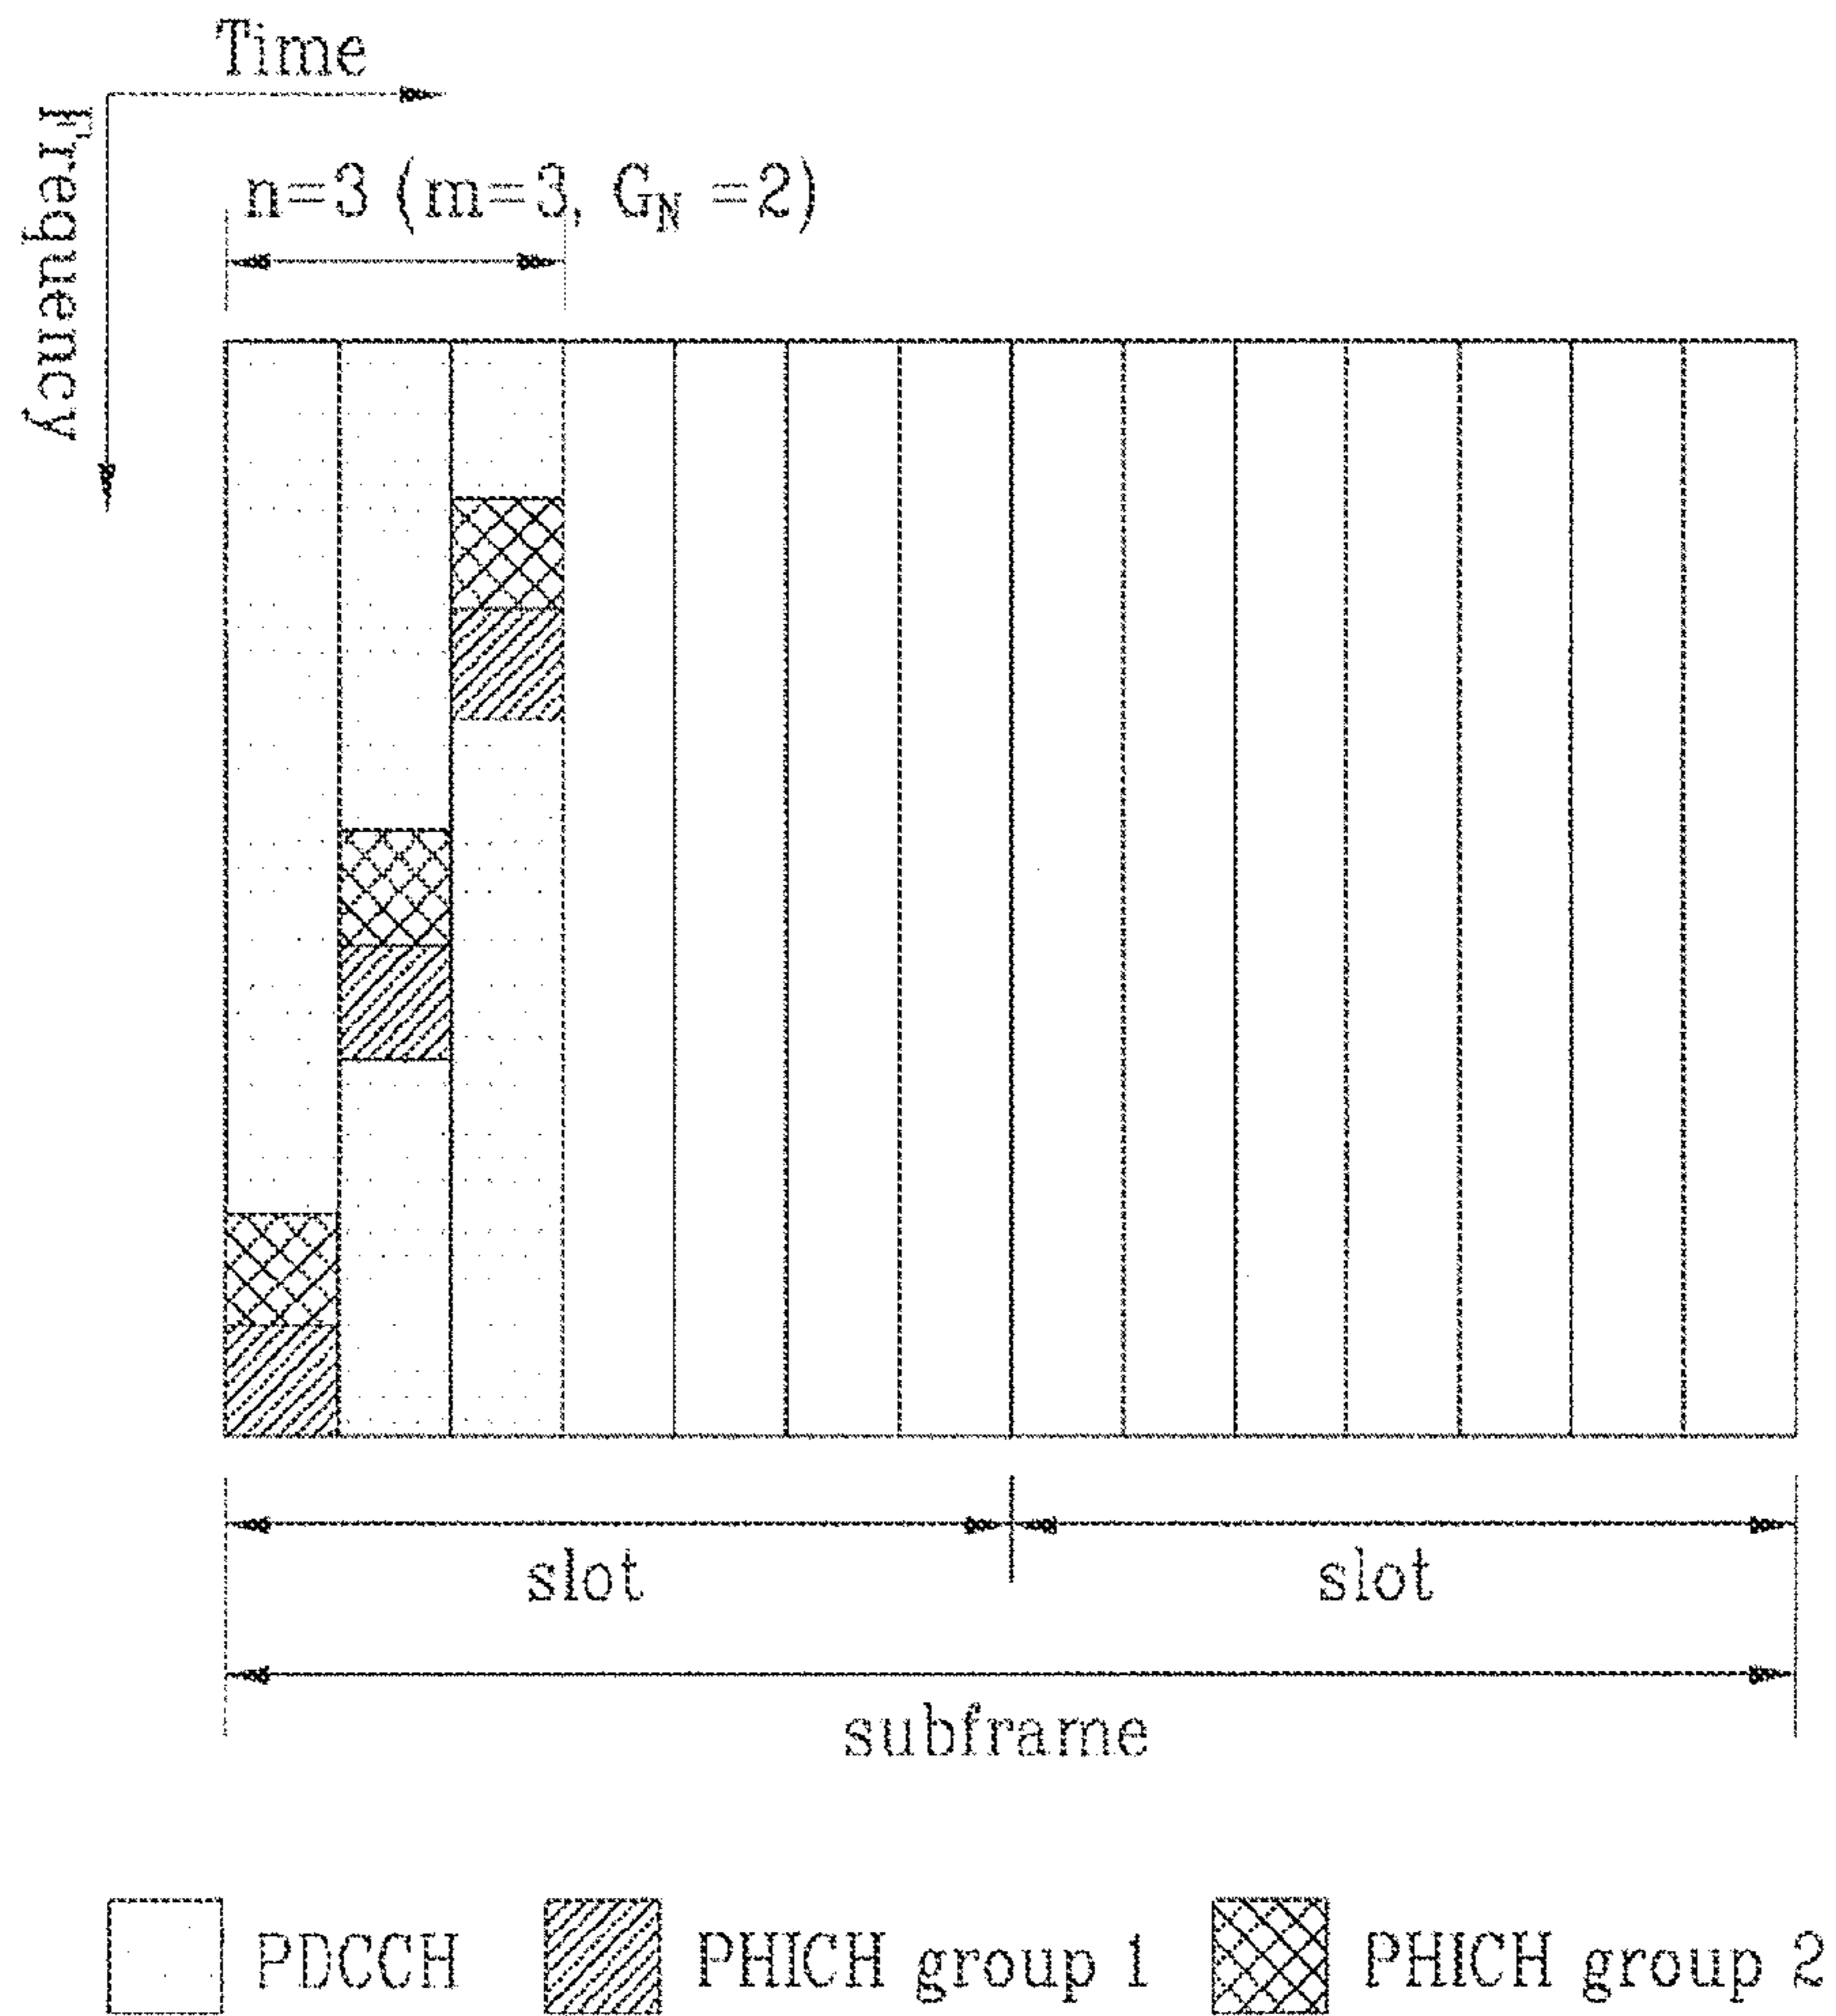 Time
Frequency
n=3 (m=3, G_N =2)
slot
slot
subframe
PDCCH
PHICH group 1
PHICH group 2